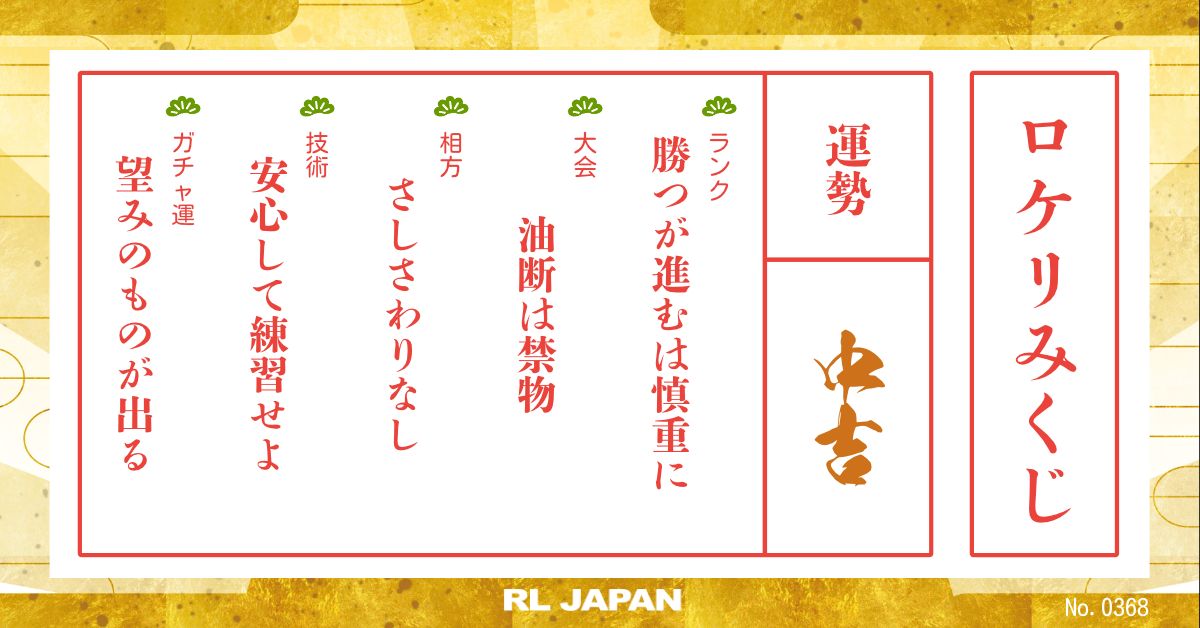 ロケリみくじ
運勢
中吉
ランク
勝つが進むは慎重に
大会
油断は禁物
相方
さしさわりなし
技術
安心して練習せよ
ガチャ運
望みのものが出る
RL JAPAN
No. 0368